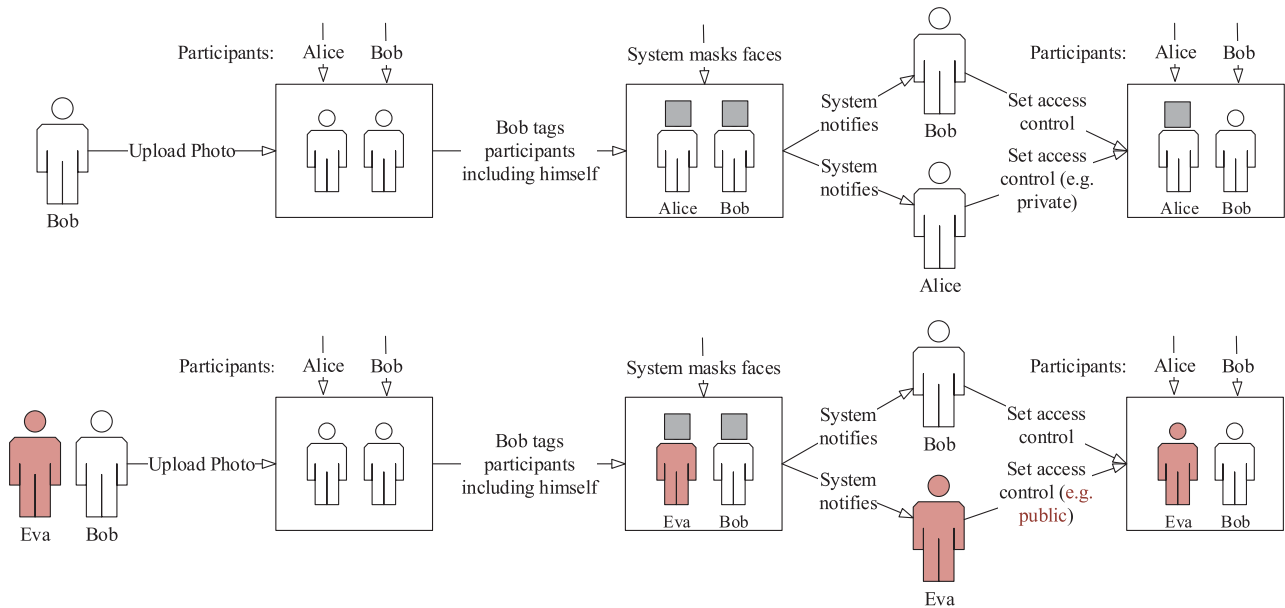 Participants: Alice Bob
System masks faces
Participants: Alice Bob
Bob
Upload Photo
Bob tags
participants
including himself
Alice Bob
System
notifies
System
notifies
Bob
Alice
Set access
control
Set access
control (e.g.
private)
Alice Bob
Participants: Alice Bob
System masks faces
Participants: Alice Bob
Eva Bob
Upload Photo
Bob tags
participants
including himself
Eva Bob
System
notifies
System
notifies
Bob
Eva
Set access
control
Set access
control (e.g.
public)
Eva Bob